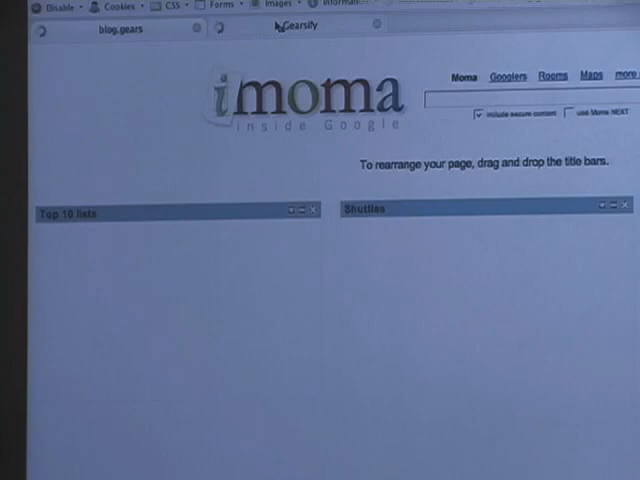 Disable Cookies CSS Forms Images
blog.gears Gearsify
imoma
inside Google
Moma Googlers Rooms Maps more
include secure content use Moma NEXT
To rearrange your page, drag and drop the title bars.
Top 10 lists Shuttles